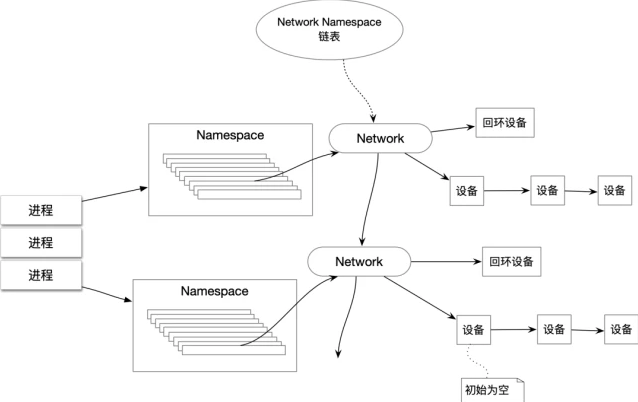 Network Namespace
链表
Namespace
Network
回环设备
设备
设备
设备
进程
进程
进程
Network
回环设备
Namespace
设备
设备
设备
初始为空